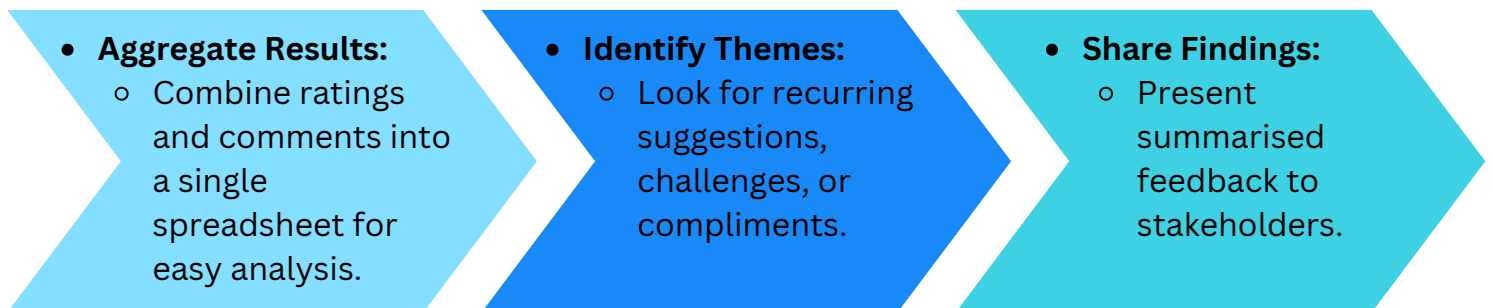 • Aggregate Results:
◦ Combine ratings
and comments into
a single
spreadsheet for
easy analysis.
• Identify Themes:
◦ Look for recurring
suggestions,
challenges, or
compliments.
• Share Findings:
◦ Present
summarised
feedback to
stakeholders.